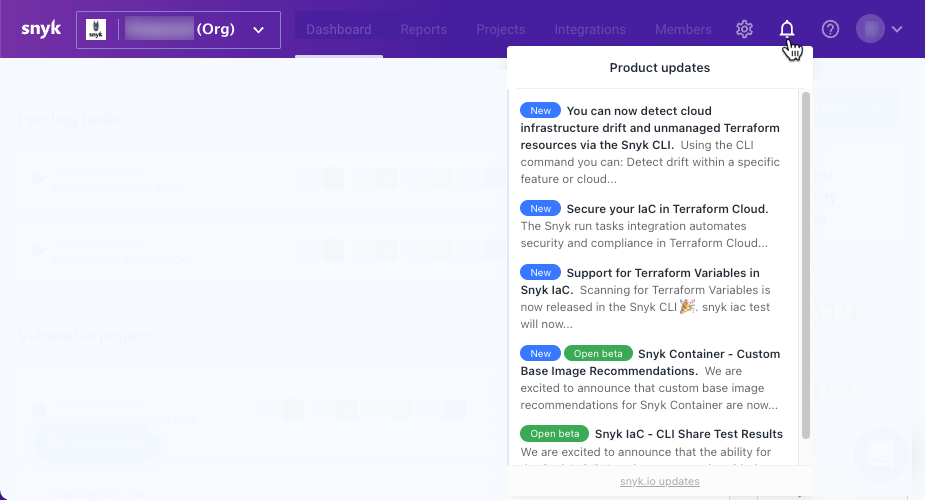 snyk
snyk
(Org)
Dashboard
Reports
Projects
Integrations
Members
Product updates
New You can now detect cloud
infrastructure drift and unmanaged Terraform
resources via the Snyk CLI. Using the CLI
command you can: Detect drift within a specific
feature or cloud...
New Secure your IaC in Terraform Cloud.
The Snyk run tasks integration automates
security and compliance in Terraform Cloud...
New Support for Terraform Variables in
Snyk IaC. Scanning for Terraform Variables is
now released in the Snyk CLI🎉. snyk iac test
will now...
New Open beta Snyk Container - Custom
Base Image Recommendations. We are
excited to announce that custom base image
recommendations for Snyk Container are now...
Open beta Snyk IaC - CLI Share Test Results
We are excited to announce that the ability for
snyk.io updates
Pending tasks
Vulnerable projects